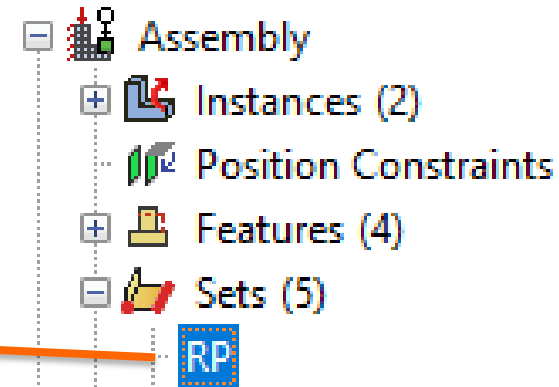 Assembly
Instances (2)
Position Constraints
Features (4)
Sets (5)
RP